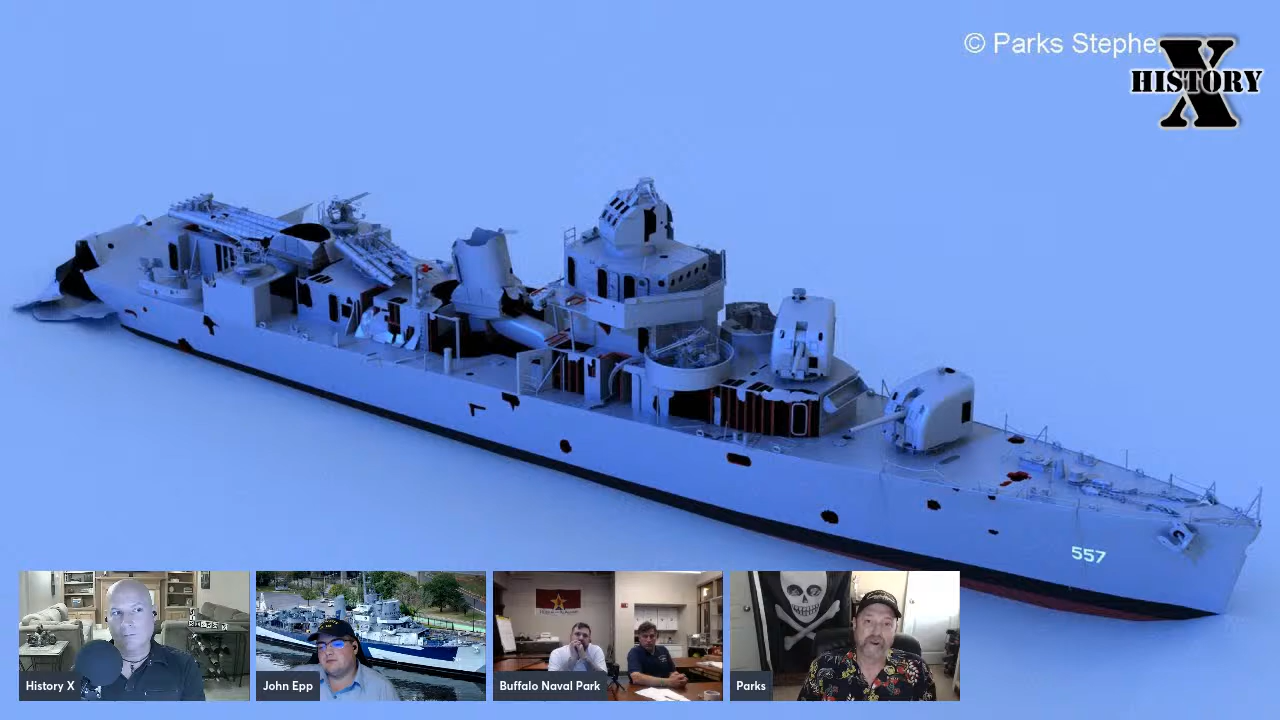 © Parks Stephe
HISTORY
X
557
History X
John Epp
Buffalo Naval Park
Parks